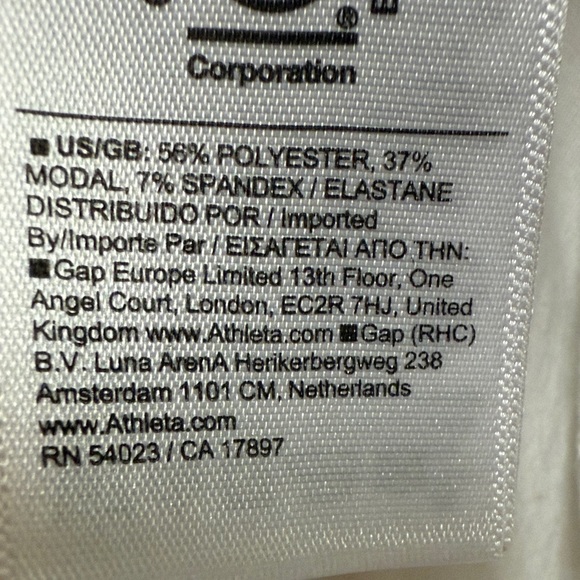 ®
Corporation
■ US/GB: 56% POLYESTER, 37%
MODAL, 7% SPANDEX / ELASTANE
DISTRIBUIDO POR / Imported
By/Importe Par / ΕΙΣΑΓΕΤΑΙ ΑΠΟ ΤΗΝ:
■ Gap Europe Limited 13th Floor, One
Angel Court, London, EC2R 7HJ, United
Kingdom www.Athleta.com ■ Gap (RHC)
B.V. Luna ArenA Herikerbergweg 238
Amsterdam 1101 CM, Netherlands
www.Athleta.com
RN 54023 / CA 17897